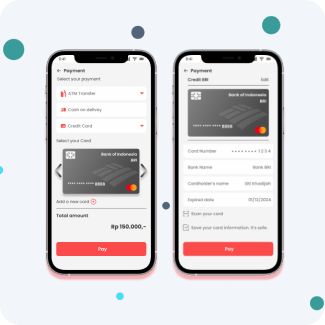 9:41
← Payment
Select your payment
ATM Transfer
Cash on delivey
Credit Card
Select your Card
Bank of Indonesia
BRI
Add a new card
Total amount
Rp 150.000,-
Pay
9:41
← Payment
Credit BRI
Edit
Bank of Indonesia
BRI
Card Number
•••• •••• 1 2 3 4
Bank Name
Bank BRI
Cardholder's name
Siti Khadijah
Expired date
01/12/2024
Scan your card
Save your card information. It's safe.
Pay